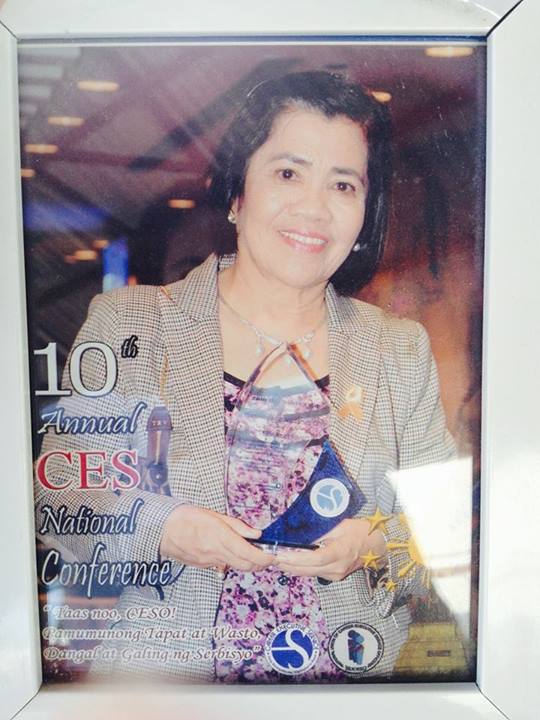 10th
Annual
CES
National
Conference
"Taas noo, CESO!
Pamumunong Tapat at Wasto,
Dangal at Galing ng Serbisyo"